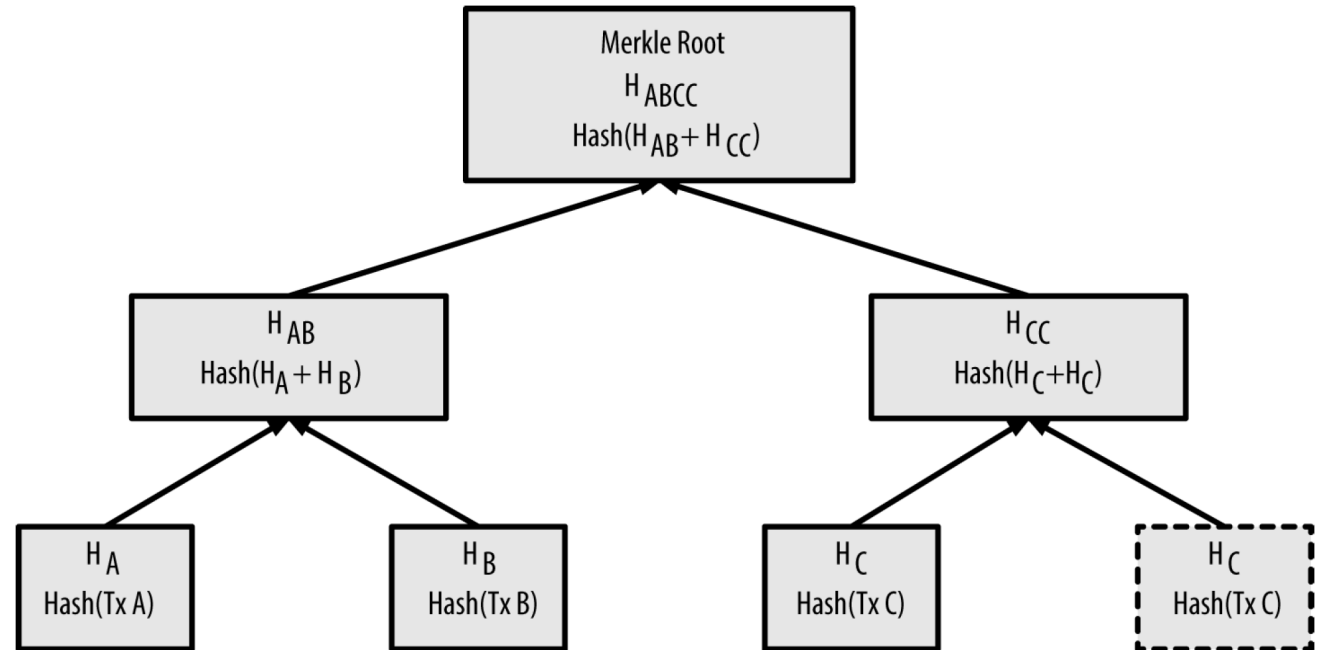 Merkle Root
H ABCC
Hash(H AB + H CC)
H AB
Hash(H A + H B)
H CC
Hash(H C+H C)
H A
Hash(Tx A)
H B
Hash(Tx B)
H C
Hash(Tx C)
H C
Hash(Tx C)